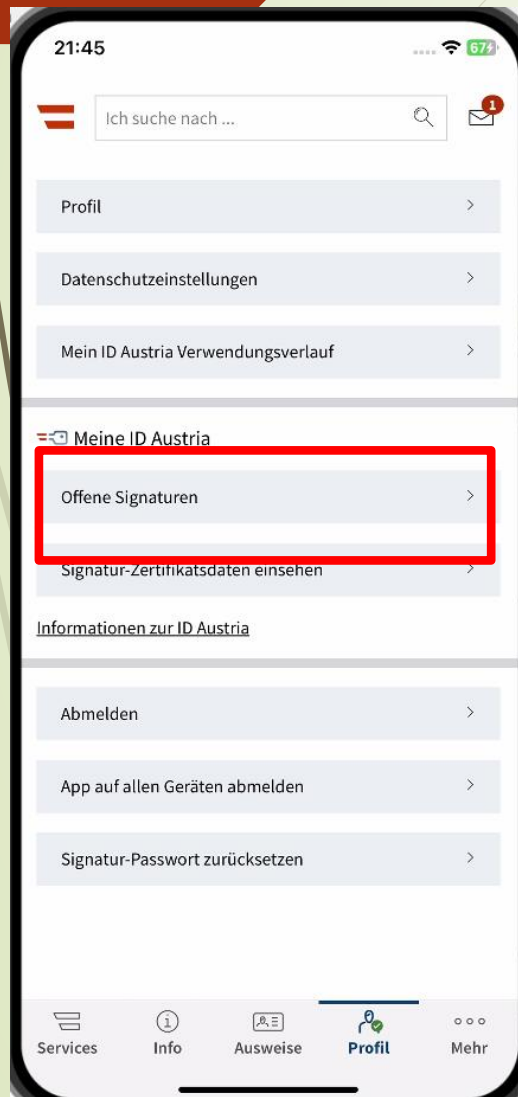 21:45
67
Ich suche nach ...
1
Profil
Datenschutzeinstellungen
Mein ID Austria Verwendungsverlauf
Meine ID Austria
Offene Signaturen
Signatur-Zertifikatsdaten einsehen
Informationen zur ID Austria
Abmelden
App auf allen Geräten abmelden
Signatur-Passwort zurücksetzen
Services Info Ausweise Profil Mehr